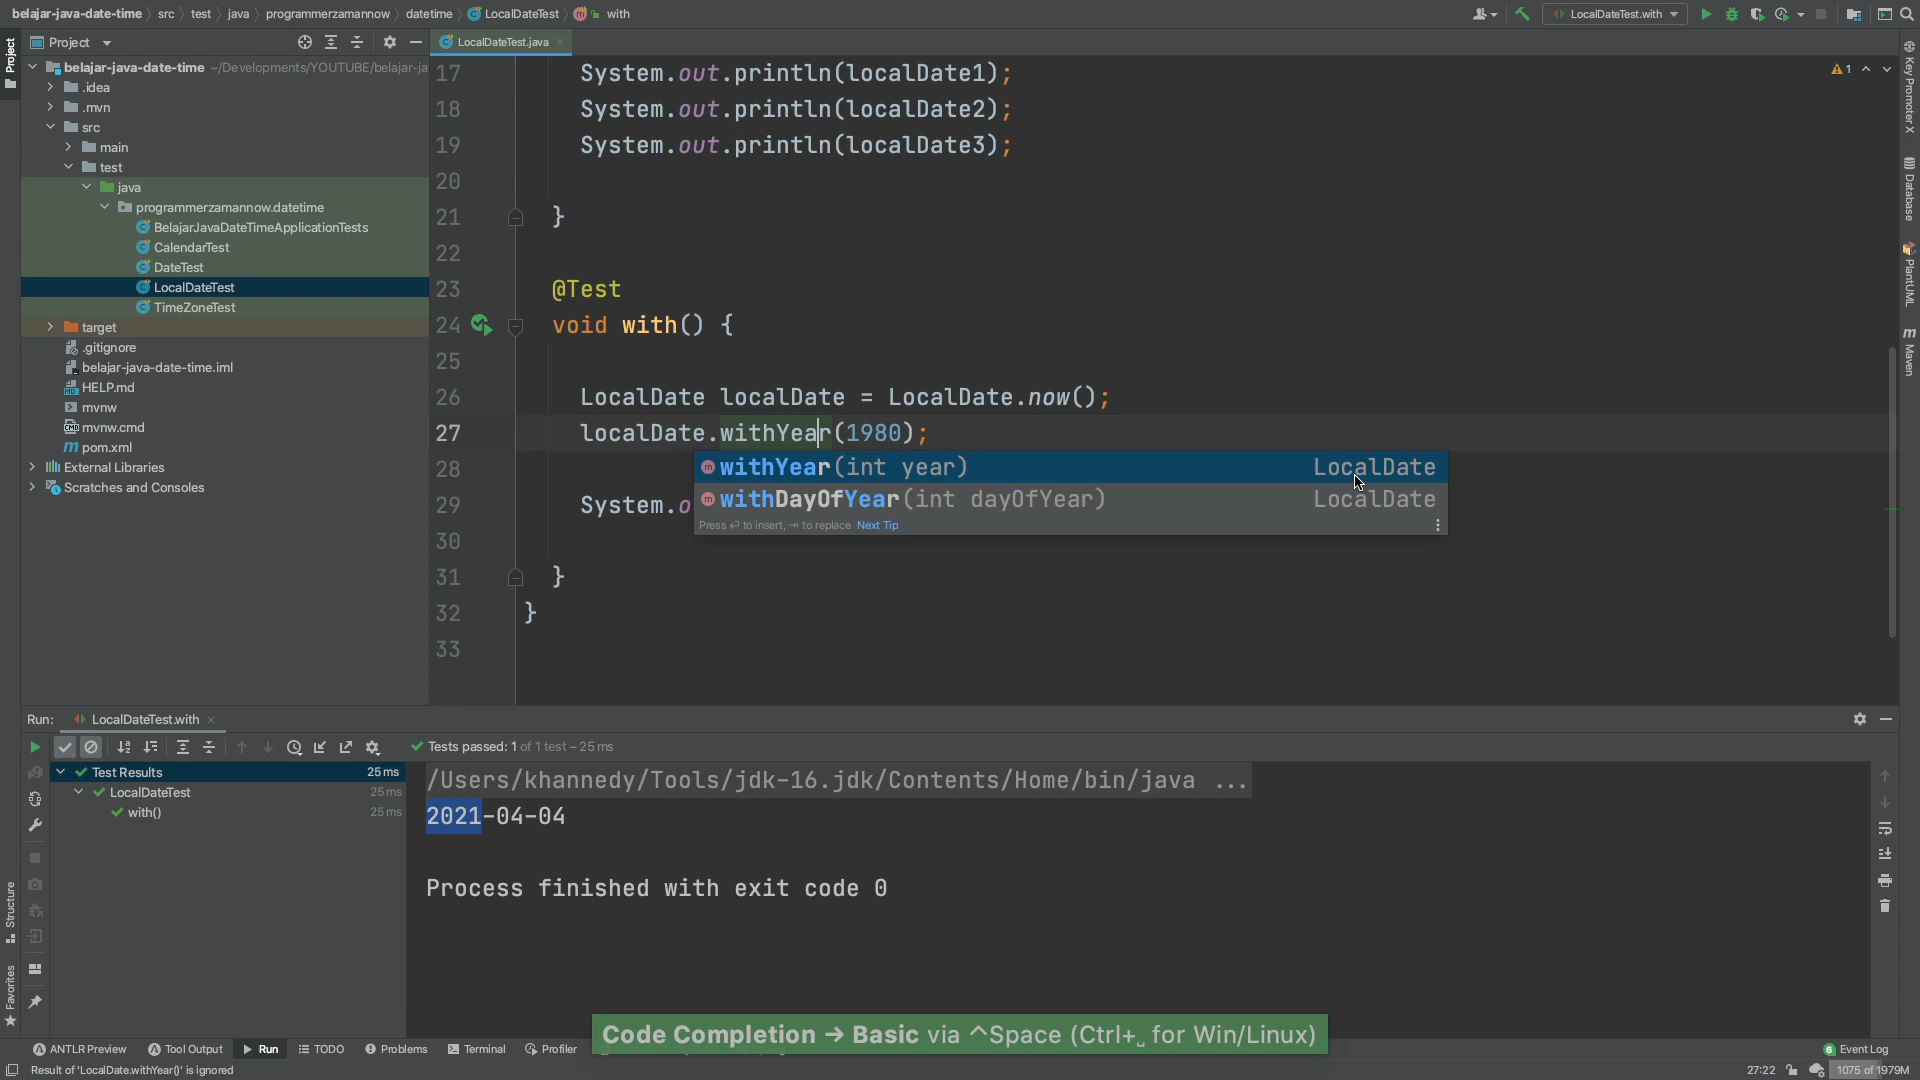 belajar-java-date-time > src > test > java > programmerzamannow > datetime > LocalDateTest > with
LocalDateTest.with
Project
LocalDateTest.java
belajar-java-date-time ~/Developments/YOUTUBE/belajar-ja
.idea
.mvn
src
main
test
java
programmerzamannow.datetime
BelajarJavaDateTimeApplicationTests
CalendarTest
DateTest
LocalDateTest
TimeZoneTest
target
.gitignore
belajar-java-date-time.iml
HELP.md
mvnw
mvnw.cmd
pom.xml
External Libraries
Scratches and Consoles
17 System.out.println(localDate1);
18 System.out.println(localDate2);
19 System.out.println(localDate3);
20
21 }
22
23 @Test
24 void with() {
25
26 LocalDate localDate = LocalDate.now();
27 localDate.withYear(1980);
28
29 System.o
30
31 }
32 }
33
withYear(int year) LocalDate
withDayOfYear(int dayOfYear) LocalDate
Press ⏎ to insert, ⇥ to replace Next Tip
1
Project
Structure
Favorites
Key Promoter X
Database
PlantUML
Maven
Run: LocalDateTest.with
Tests passed: 1 of 1 test – 25 ms
Test Results 25 ms
LocalDateTest 25 ms
with() 25 ms
/Users/khannedy/Tools/jdk-16.jdk/Contents/Home/bin/java ...
2021-04-04
Process finished with exit code 0
Code Completion → Basic via ^Space (Ctrl+␣ for Win/Linux)
ANTLR Preview Tool Output Run TODO Problems Terminal Profiler
6 Event Log
Result of 'LocalDate.withYear()' is ignored
27:22 1075 of 1979M